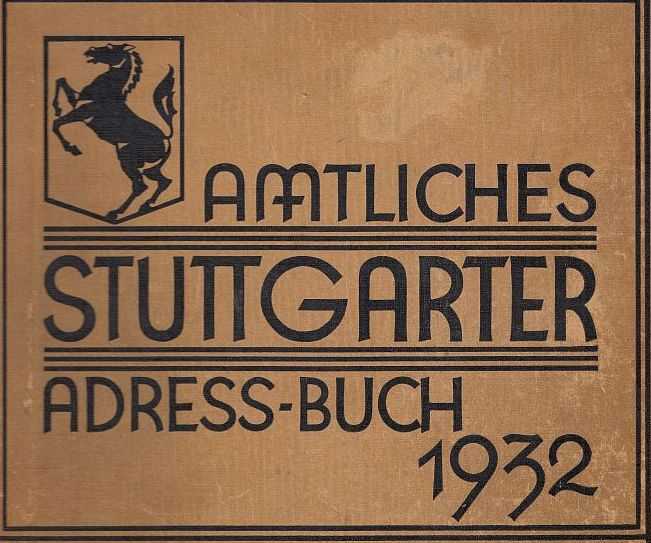 AMTLICHES
STUTTGARTER
ADRESS-BUCH
1932